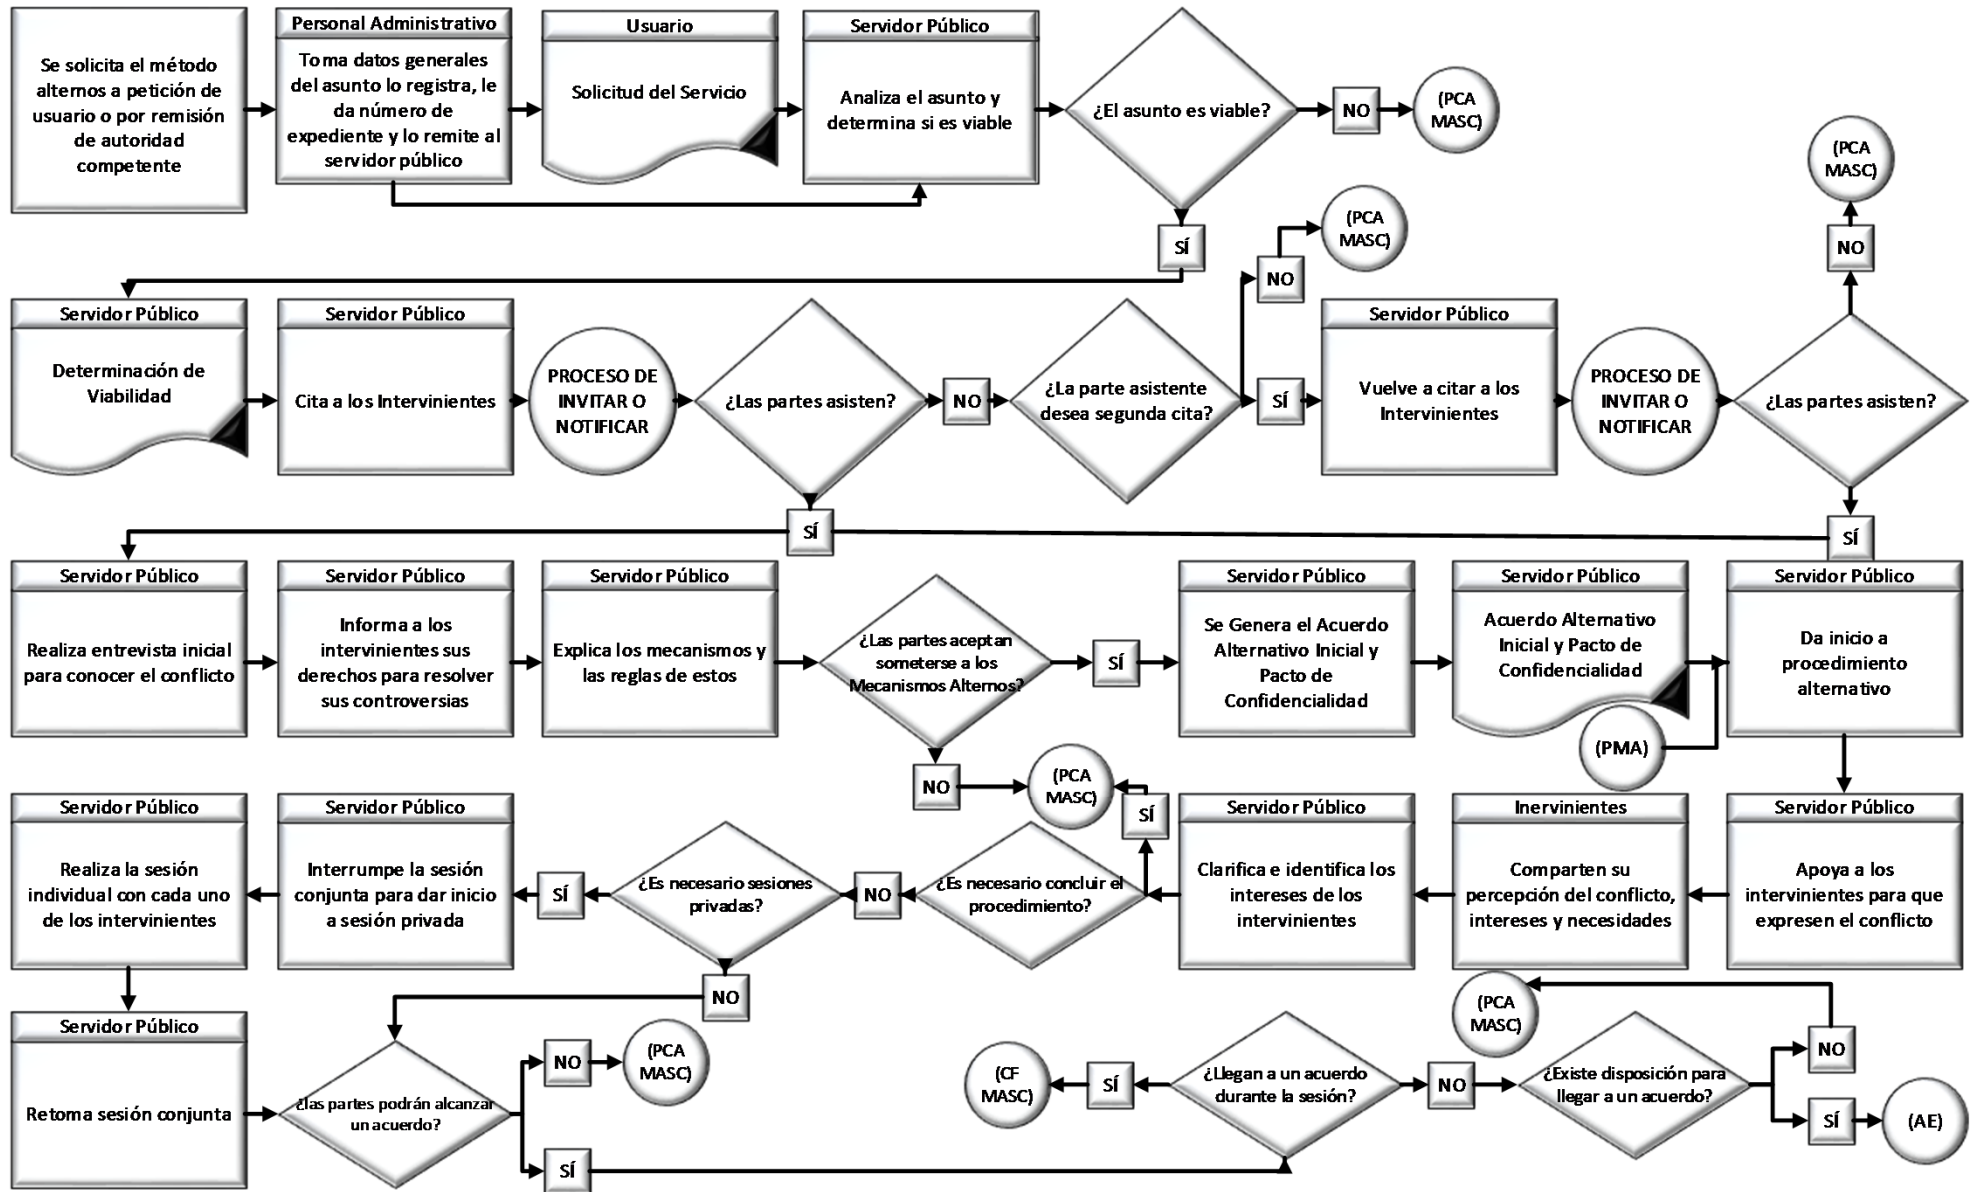 Se solicita el método
alternos a petición de
usuario o por remisión
de autoridad
competente
Personal Administrativo
Toma datos generales
del asunto lo registra, le
da número de
expediente y lo remite al
servidor público
Usuario
Solicitud del Servicio
Servidor Público
Analiza el asunto y
determina si es viable
¿El asunto es viable?
NO
(PCA
MASC)
SÍ
Servidor Público
Determinación de
Viabilidad
Servidor Público
Cita a los Intervinientes
PROCESO DE
INVITAR O
NOTIFICAR
¿Las partes asisten?
NO
¿La parte asistente
desea segunda cita?
NO
(PCA
MASC)
SÍ
Servidor Público
Vuelve a citar a los
Intervinientes
PROCESO DE
INVITAR O
NOTIFICAR
¿Las partes asisten?
NO
(PCA
MASC)
SÍ
SÍ
Servidor Público
Realiza entrevista inicial
para conocer el conflicto
Servidor Público
Informa a los
intervinientes sus
derechos para resolver
sus controversias
Servidor Público
Explica los mecanismos y
las reglas de estos
¿Las partes aceptan
someterse a los
Mecanismos Alternos?
SÍ
Servidor Público
Se Genera el Acuerdo
Alternativo Inicial y
Pacto de
Confidencialidad
Servidor Público
Acuerdo Alternativo
Inicial y Pacto de
Confidencialidad
(PMA)
Servidor Público
Da inicio a
procedimiento
alternativo
NO
(PCA
MASC)
SÍ
Servidor Público
Apoya a los
intervinientes para que
expresen el conflicto
Inervinientes
Comparten su
percepción del conflicto,
intereses y necesidades
Servidor Público
Clarifica e identifica los
intereses de los
intervinientes
¿Es necesario concluir el
procedimiento?
NO
¿Es necesario sesiones
privadas?
SÍ
Servidor Público
Interrumpe la sesión
conjunta para dar inicio
a sesión privada
Servidor Público
Realiza la sesión
individual con cada uno
de los intervinientes
NO
Servidor Público
Retoma sesión conjunta
¿las partes podrán alcanzar
un acuerdo?
NO
(PCA
MASC)
SÍ
¿Llegan a un acuerdo
durante la sesión?
SÍ
(CF
MASC)
NO
¿Existe disposición para
llegar a un acuerdo?
NO
(PCA
MASC)
SÍ
(AE)